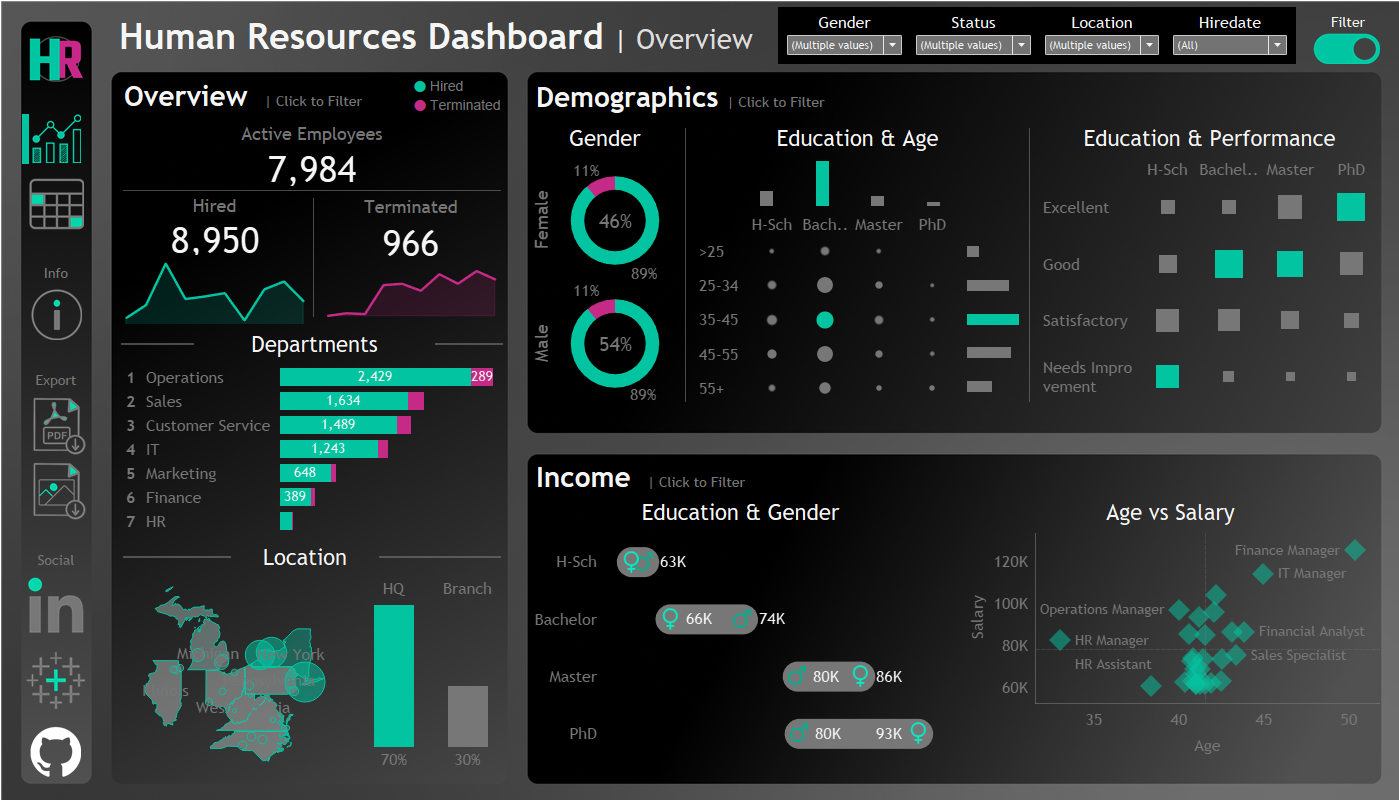 HR
Human Resources Dashboard | Overview
Gender
Status
Location
Hiredate
Filter
(Multiple values)
(Multiple values)
(Multiple values)
(All)
Overview | Click to Filter
Hired
Terminated
Active Employees
7,984
Hired
8,950
Terminated
966
Departments
1 Operations 2,429 289
2 Sales 1,634
3 Customer Service 1,489
4 IT 1,243
5 Marketing 648
6 Finance 389
7 HR
Location
HQ
Branch
Michigan
New York
70%
30%
Info
Export
PDF
Social
in
Demographics | Click to Filter
Gender
Female
11%
46%
89%
Male
11%
54%
89%
Education & Age
H-Sch Bach.. Master PhD
>25
25-34
35-45
45-55
55+
Education & Performance
H-Sch Bachel.. Master PhD
Excellent
Good
Satisfactory
Needs Impro
vement
Income | Click to Filter
Education & Gender
H-Sch 63K
Bachelor 66K 74K
Master 80K 86K
PhD 80K 93K
Age vs Salary
Salary
120K
100K
80K
60K
Finance Manager
IT Manager
Operations Manager
Financial Analyst
HR Manager
Sales Specialist
HR Assistant
35 40 45 50
Age